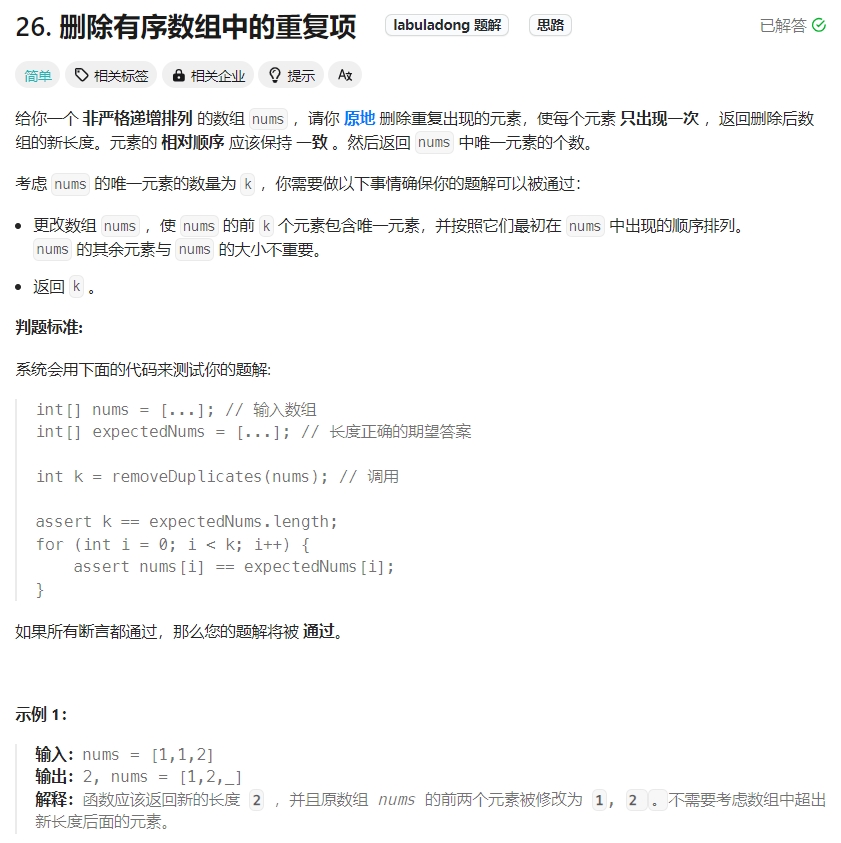 26. 删除有序数组中的重复项 labuladong 题解 思路 已解答
简单 相关标签 相关企业 提示 Aあ
给你一个 非严格递增排列 的数组 nums ，请你 原地 删除重复出现的元素，使每个元素 只出现一次 ，返回删除后数
组的新长度。元素的 相对顺序 应该保持 一致 。然后返回 nums 中唯一元素的个数。
考虑 nums 的唯一元素的数量为 k ，你需要做以下事情确保你的题解可以被通过：
• 更改数组 nums ，使 nums 的前 k 个元素包含唯一元素，并按照它们最初在 nums 中出现的顺序排列。
nums 的其余元素与 nums 的大小不重要。
• 返回 k 。
判题标准:
系统会用下面的代码来测试你的题解:
int[] nums = [...]; // 输入数组
int[] expectedNums = [...]; // 长度正确的期望答案
int k = removeDuplicates(nums); // 调用
assert k == expectedNums.length;
for (int i = 0; i < k; i++) {
    assert nums[i] == expectedNums[i];
}
如果所有断言都通过，那么您的题解将被 通过。
示例 1：
输入：nums = [1,1,2]
输出：2, nums = [1,2,_]
解释：函数应该返回新的长度 2 ，并且原数组 nums 的前两个元素被修改为 1, 2 。不需要考虑数组中超出
新长度后面的元素。